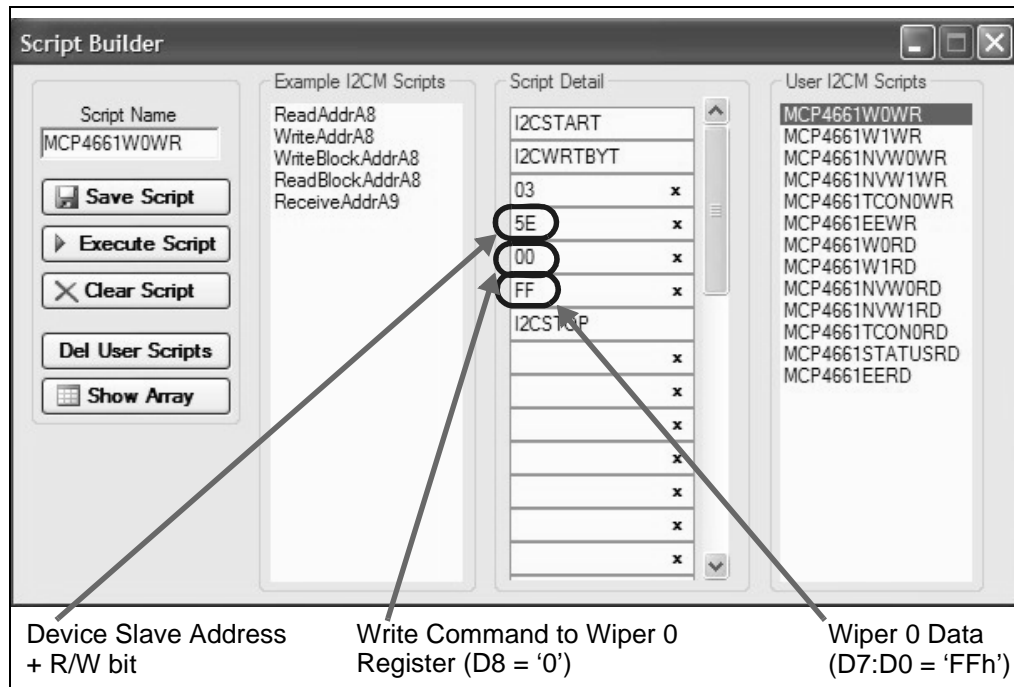 Script Builder
Script Name
MCP4661W0WR
Save Script
Execute Script
Clear Script
Del User Scripts
Show Array
Example I2CM Scripts
ReadAddrA8
WriteAddrA8
WriteBlockAddrA8
ReadBlockAddrA8
ReceiveAddrA9
Script Detail
I2CSTART
I2CWRTBYT
03 x
5E x
00 x
FF x
I2CSTOP
x
x
x
x
x
x
x
User I2CM Scripts
MCP4661W0WR
MCP4661W1WR
MCP4661NVW0WR
MCP4661NVW1WR
MCP4661TCON0WR
MCP4661EEWR
MCP4661W0RD
MCP4661W1RD
MCP4661NVW0RD
MCP4661NVW1RD
MCP4661TCON0RD
MCP4661STATUSRD
MCP4661EERD
Device Slave Address
+ R/W bit
Write Command to Wiper 0
Register (D8 = ‘0’)
Wiper 0 Data
(D7:D0 = ‘FFh’)